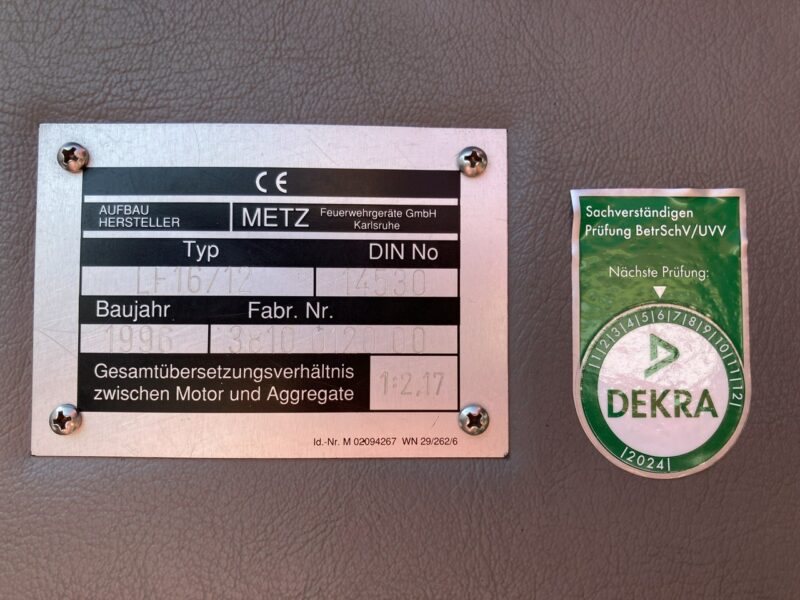 CE
AUFBAU
HERSTELLER
METZ Feuerwehrgeräte GmbH
Karlsruhe
Typ DIN No
LF16/12 14530
Baujahr Fabr. Nr.
1996
Gesamtübersetzungsverhältnis
zwischen Motor und Aggregate
1:2,17
Id.-Nr. M 02094267 WN 29/262/6
Sachverständigen
Prüfung BetrSchV/UVV
Nächste Prüfung:
|1|2|3|4|5|6|7|8|9|10|11|12|
DEKRA
|2024|